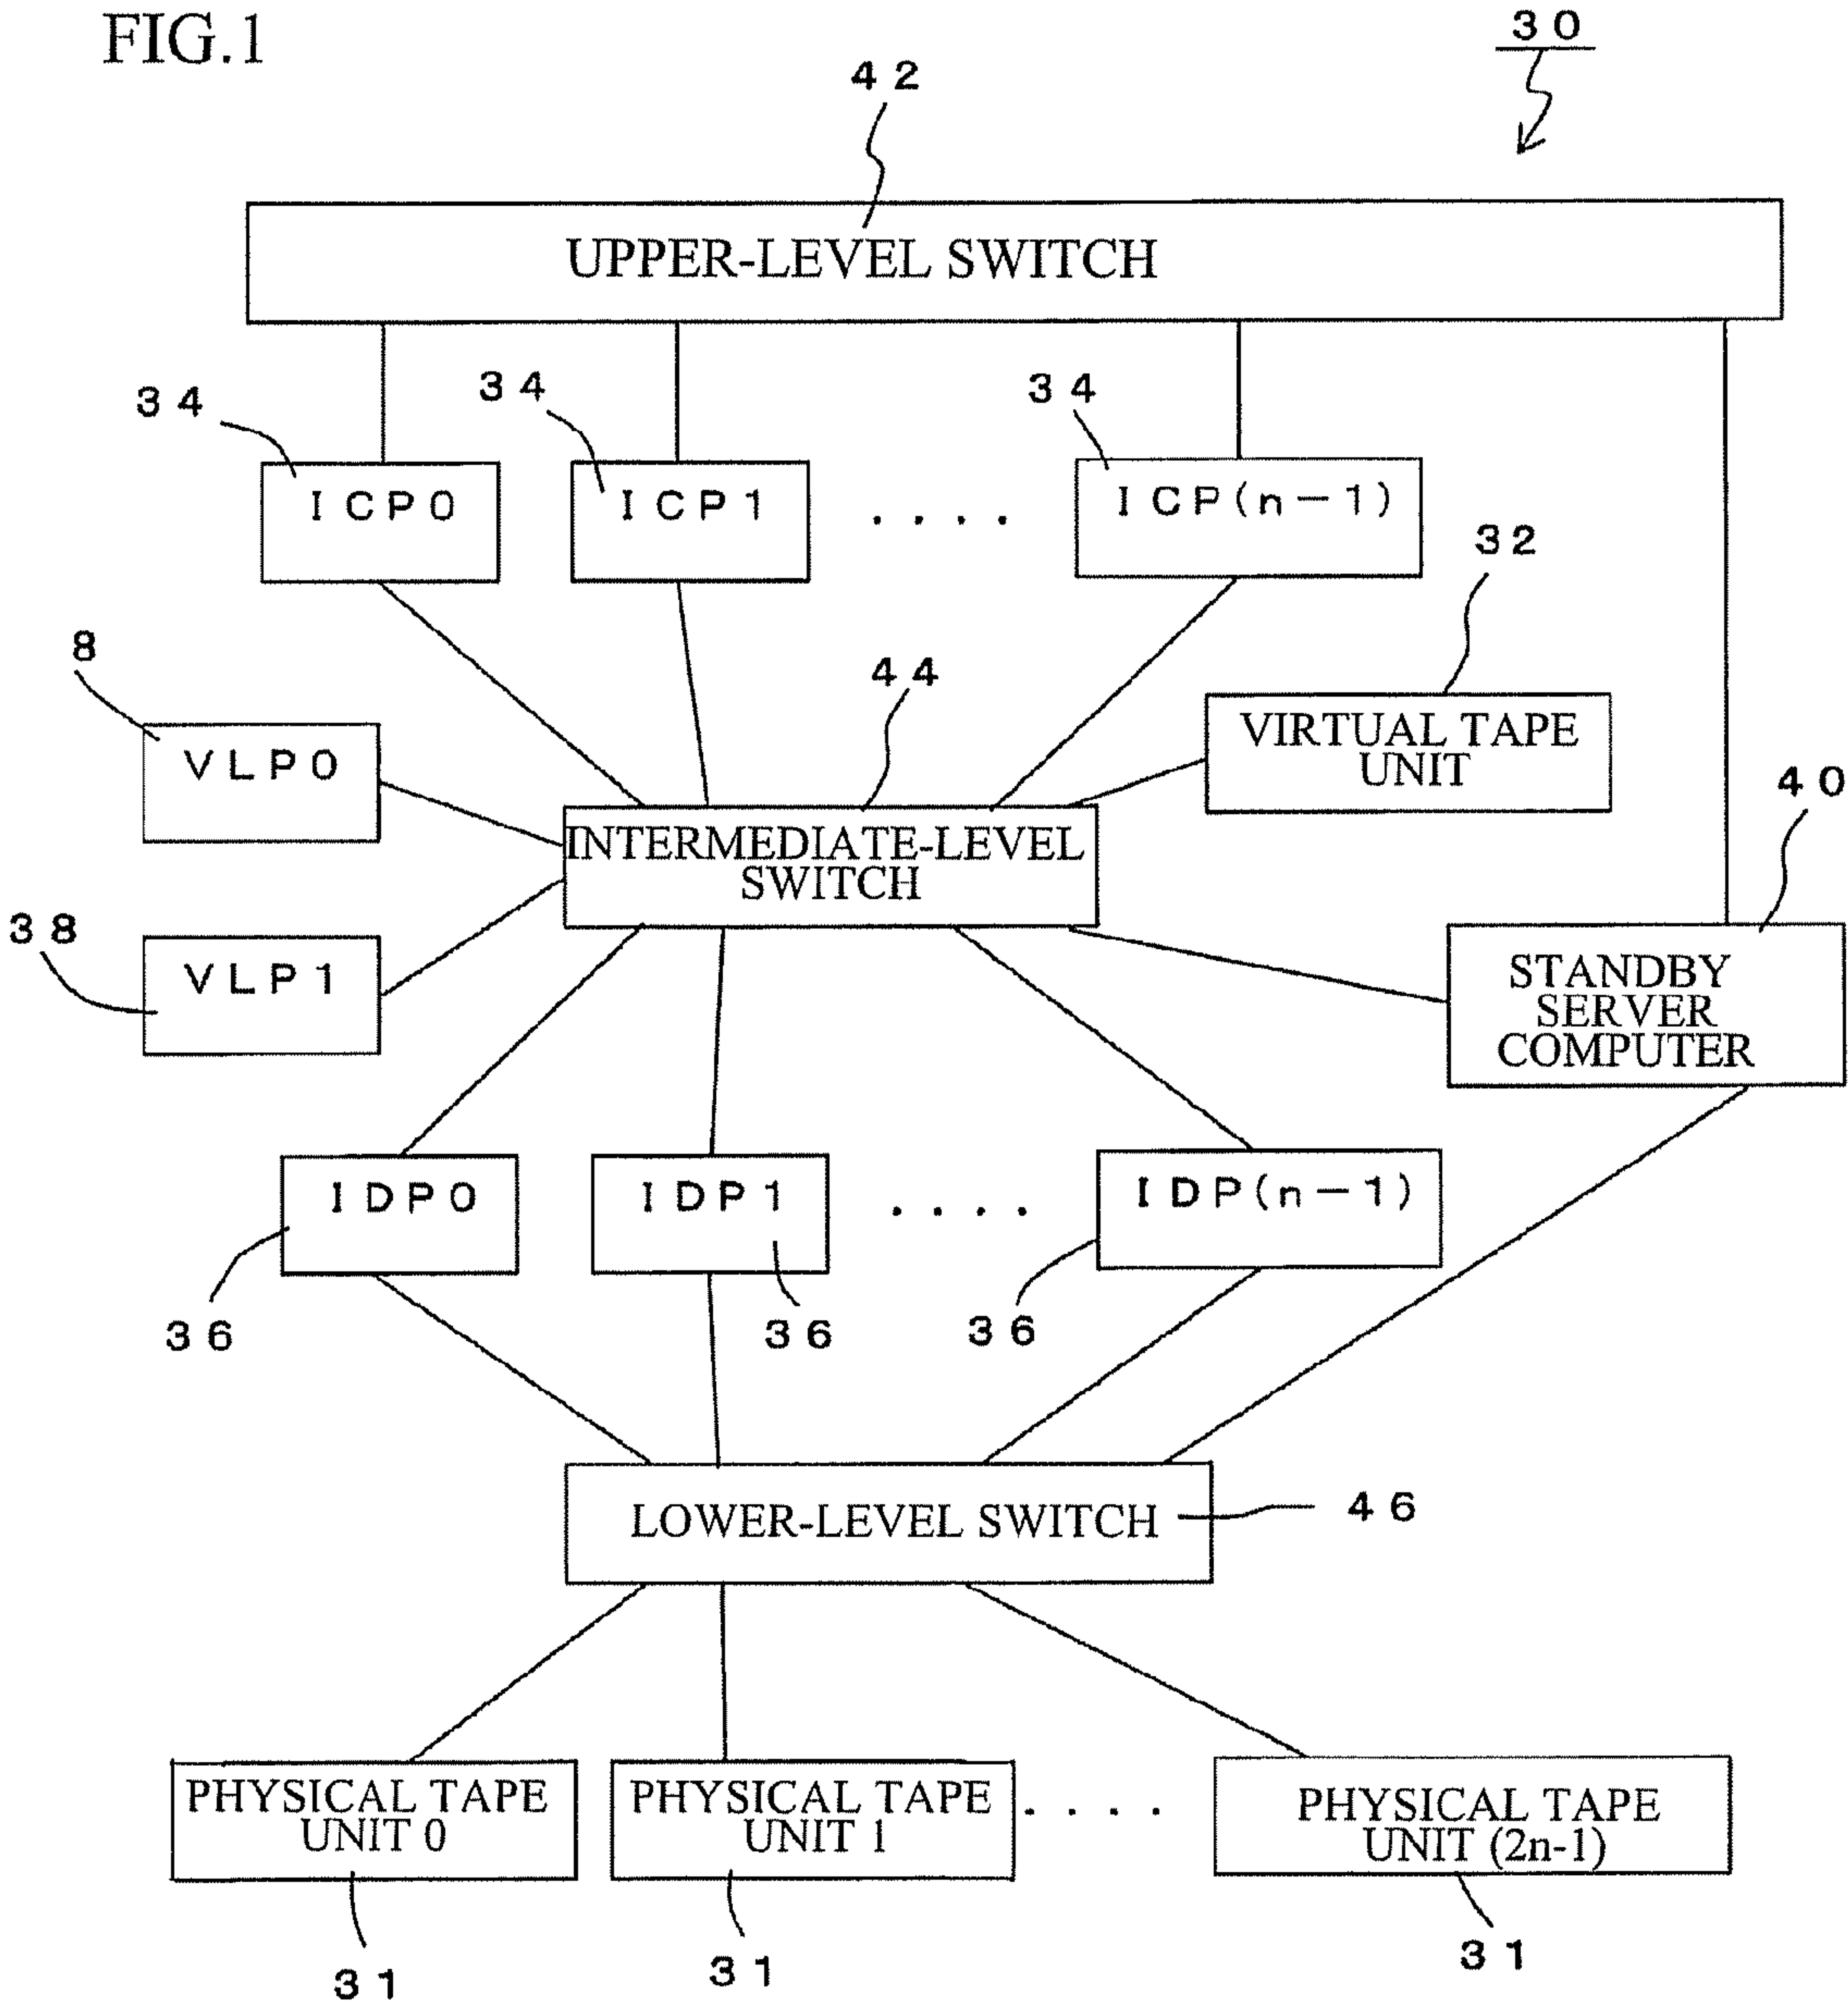 FIG.1
30
42
UPPER-LEVEL SWITCH
34
34
34
ICP0
ICP1
....
ICP(n-1)
32
8
44
VLP0
VIRTUAL TAPE
UNIT
40
INTERMEDIATE-LEVEL
SWITCH
38
VLP1
STANDBY
SERVER
COMPUTER
IDP0
IDP1
....
IDP(n-1)
36
36
36
LOWER-LEVEL SWITCH
46
PHYSICAL TAPE
UNIT 0
PHYSICAL TAPE
UNIT 1
....
PHYSICAL TAPE
UNIT (2n-1)
31
31
31